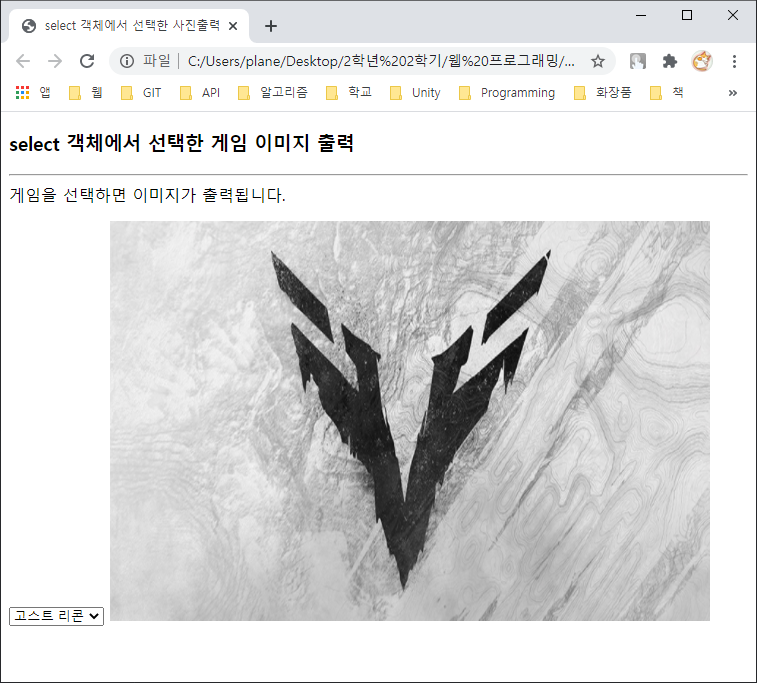 select 객체에서 선택한 사진출력
파일 C:/Users/plane/Desktop/2학년%202학기/웹%20프로그래밍/...
앱 웹 GIT API 알고리즘 학교 Unity Programming 화장품 책 »
select 객체에서 선택한 게임 이미지 출력
게임을 선택하면 이미지가 출력됩니다.
고스트 리콘